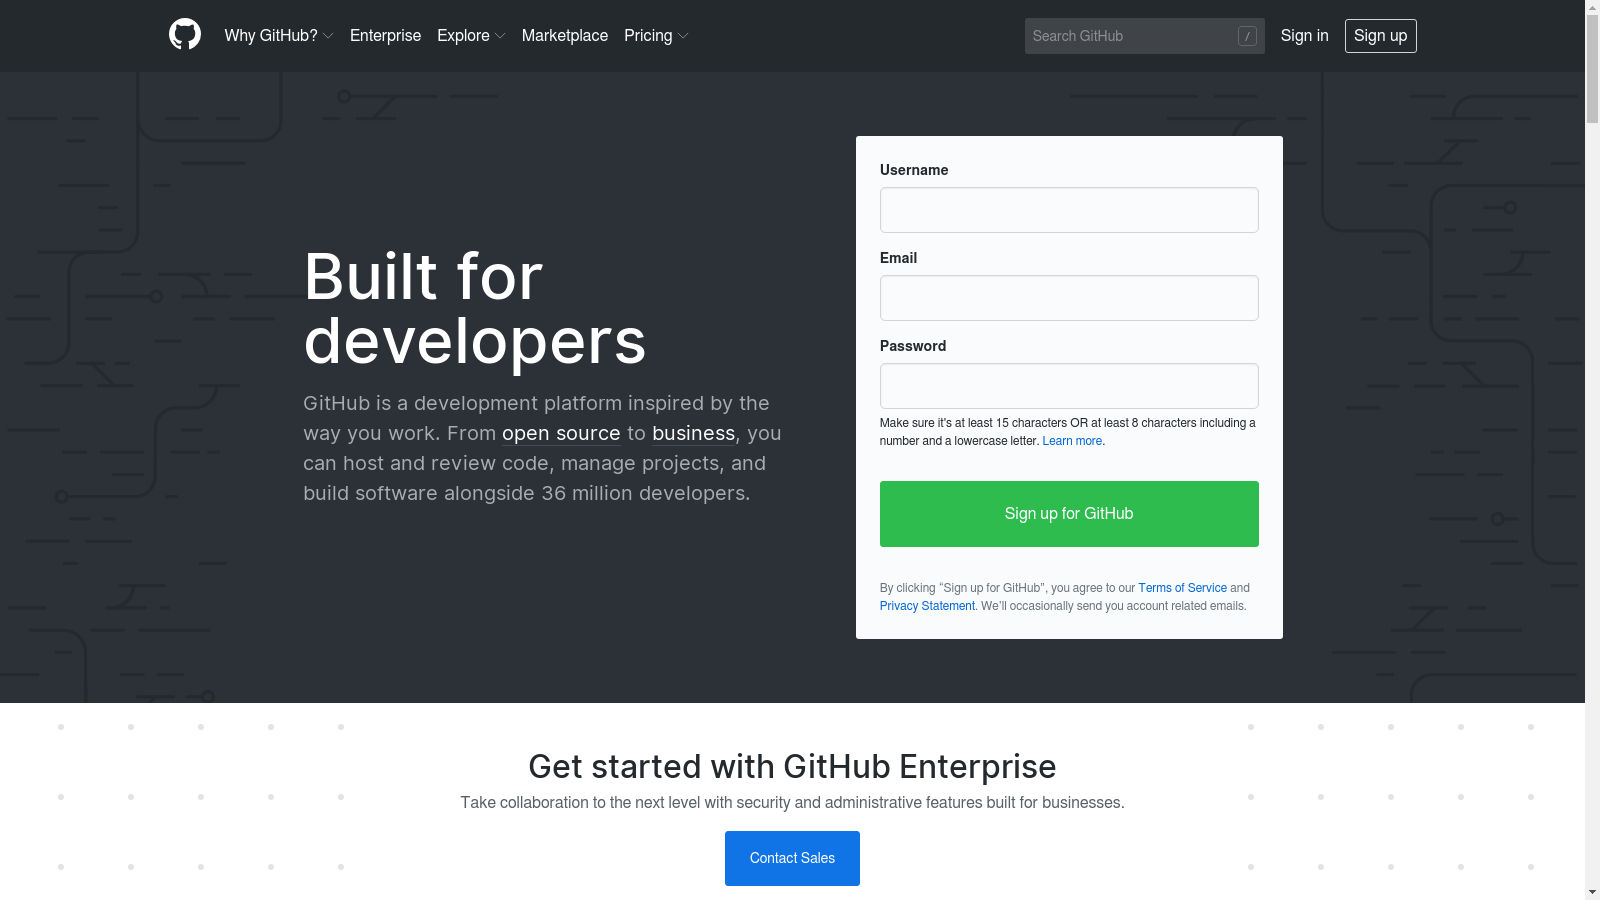 Why GitHub? Enterprise Explore Marketplace Pricing Search GitHub / Sign in Sign up
Built for
developers
GitHub is a development platform inspired by the
way you work. From open source to business, you
can host and review code, manage projects, and
build software alongside 36 million developers.
Username
Email
Password
Make sure it's at least 15 characters OR at least 8 characters including a
number and a lowercase letter. Learn more.
Sign up for GitHub
By clicking “Sign up for GitHub”, you agree to our Terms of Service and
Privacy Statement. We’ll occasionally send you account related emails.
Get started with GitHub Enterprise
Take collaboration to the next level with security and administrative features built for businesses.
Contact Sales